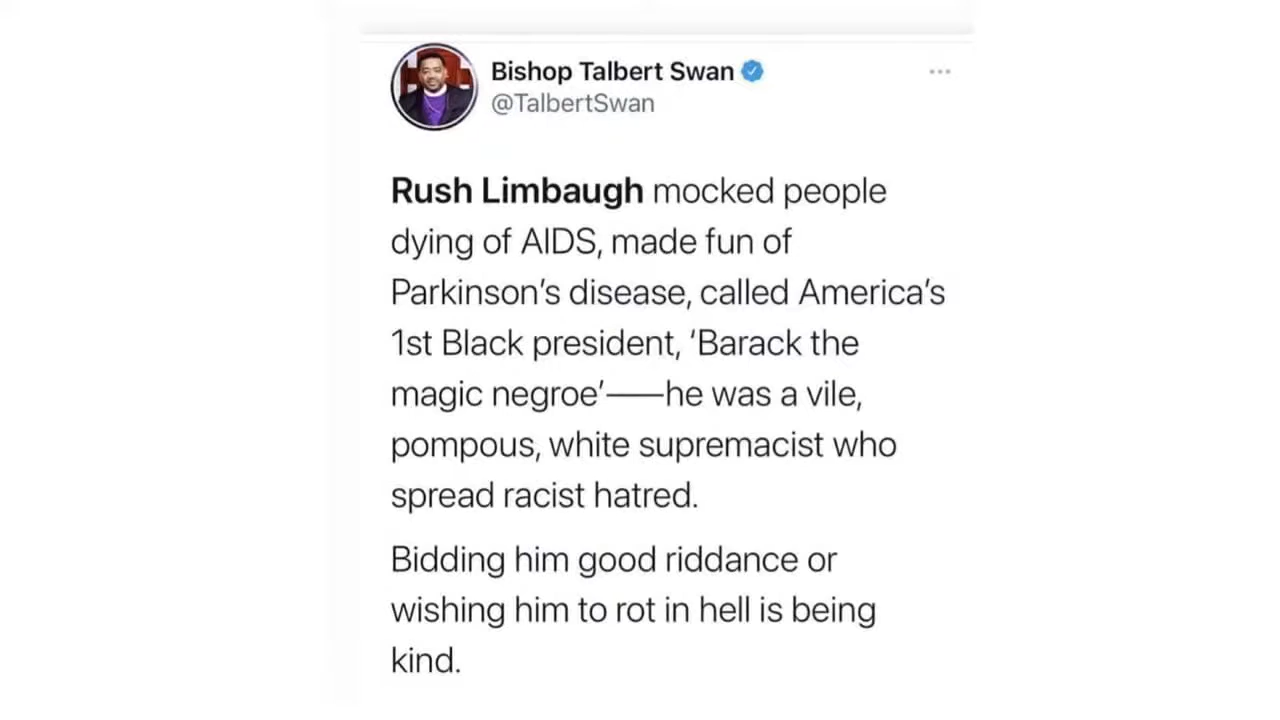 Bishop Talbert Swan
@TalbertSwan
Rush Limbaugh mocked people
dying of AIDS, made fun of
Parkinson’s disease, called America’s
1st Black president, ‘Barack the
magic negroe’——he was a vile,
pompous, white supremacist who
spread racist hatred.
Bidding him good riddance or
wishing him to rot in hell is being
kind.